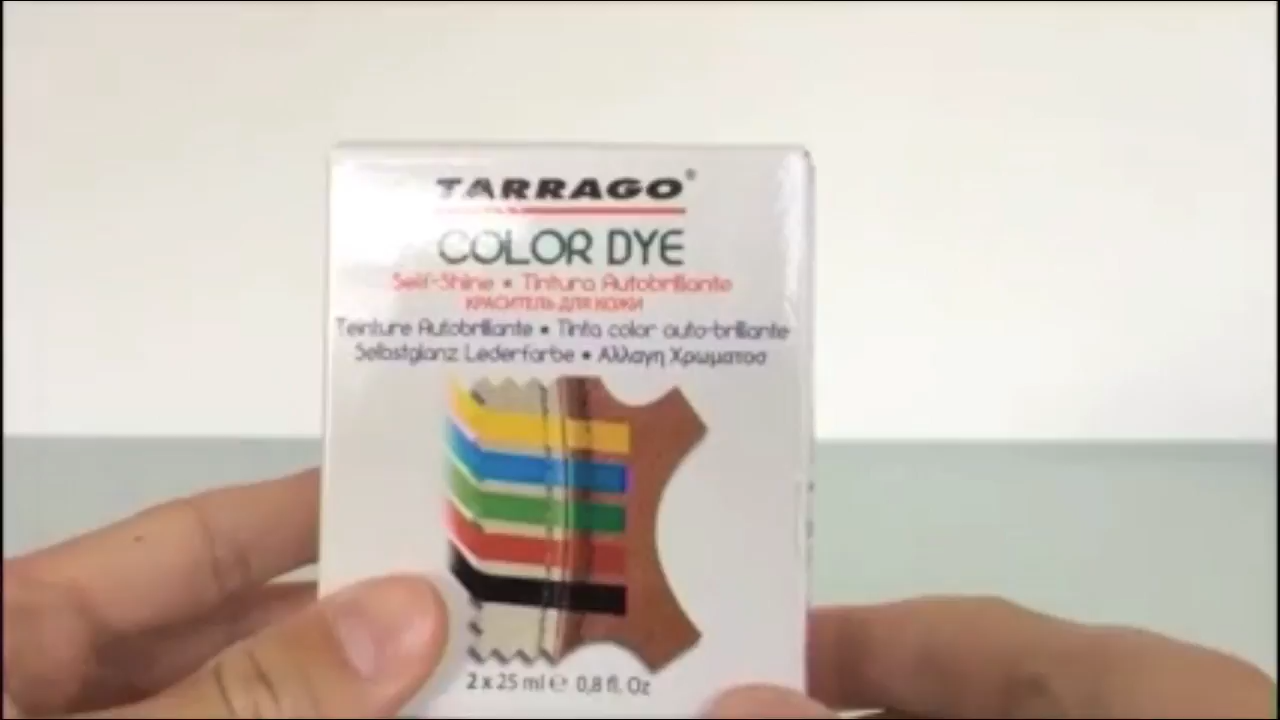 TARRAGO®
COLOR DYE
Self-Shine • Tintura Autobrillante
КРАСИТЕЛЬ ДЛЯ КОЖИ
Teinture Autobrillante • Tinta color auto-brillante
Selbstglanz Lederfarbe • Αλλαγη Χρωματοσ
2 x 25 ml ℮ 0,8 fl. Oz